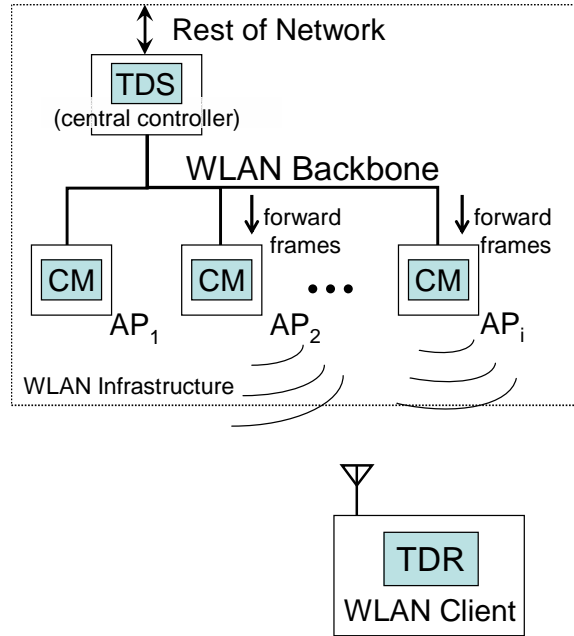 Rest of Network
TDS
(central controller)
WLAN Backbone
forward
frames
forward
frames
CM
CM
CM
AP1
AP2
APi
WLAN Infrastructure
TDR
WLAN Client